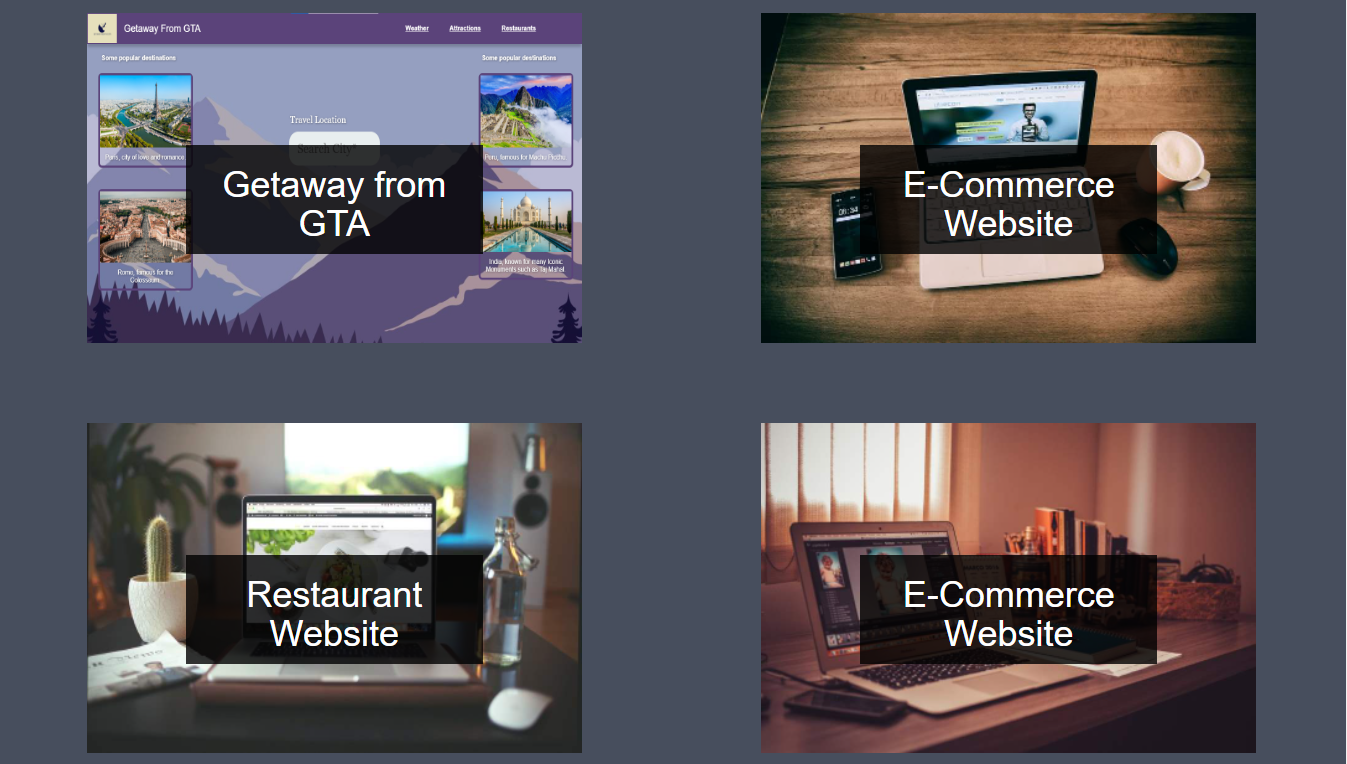 Getaway From GTA
Weather Attractions Restaurants
Some popular destinations
Some popular destinations
Travel Location
Search City*
Paris, city of love and romance
Peru, famous for Machu Picchu
Getaway from
GTA
Rome, famous for the
Colosseum
India, known for many Iconic
Monuments such as Taj Mahal
E-Commerce
Website
Restaurant
Website
E-Commerce
Website